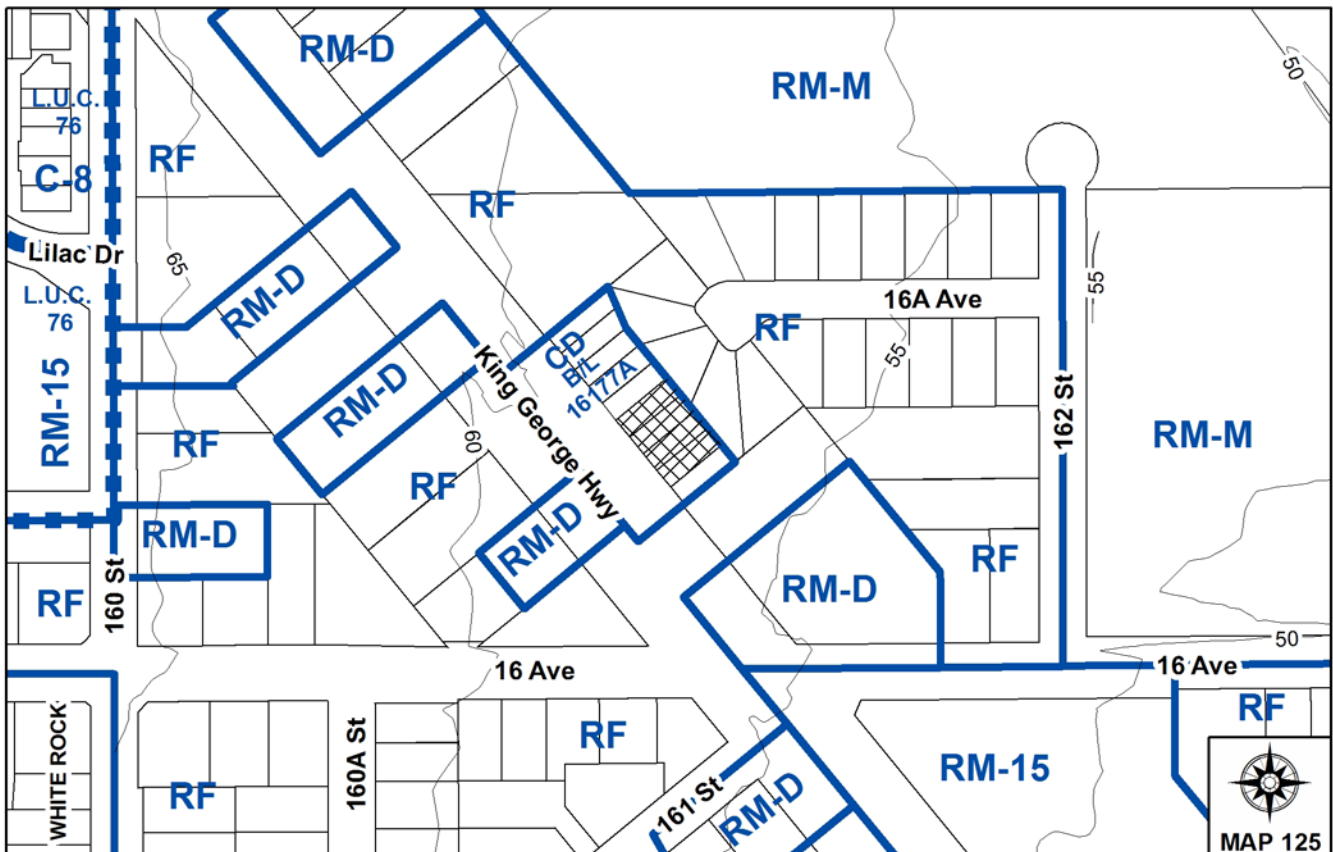 RM-D
RM-M
L.U.C.
76
RF
C-8
RF
Lilac Dr
65
50
L.U.C.
76
RM-D
16A Ave
55
RF
CD
B/L
16177A
King George Hwy
55
RM-15
RM-D
162 St
RM-M
RF
60
RF
RM-D
RM-D
RF
160 St
RF
RM-D
50
16 Ave
16 Ave
WHITE ROCK
RF
160A St
RF
161 St
RM-D
RM-15
RF
MAP 125